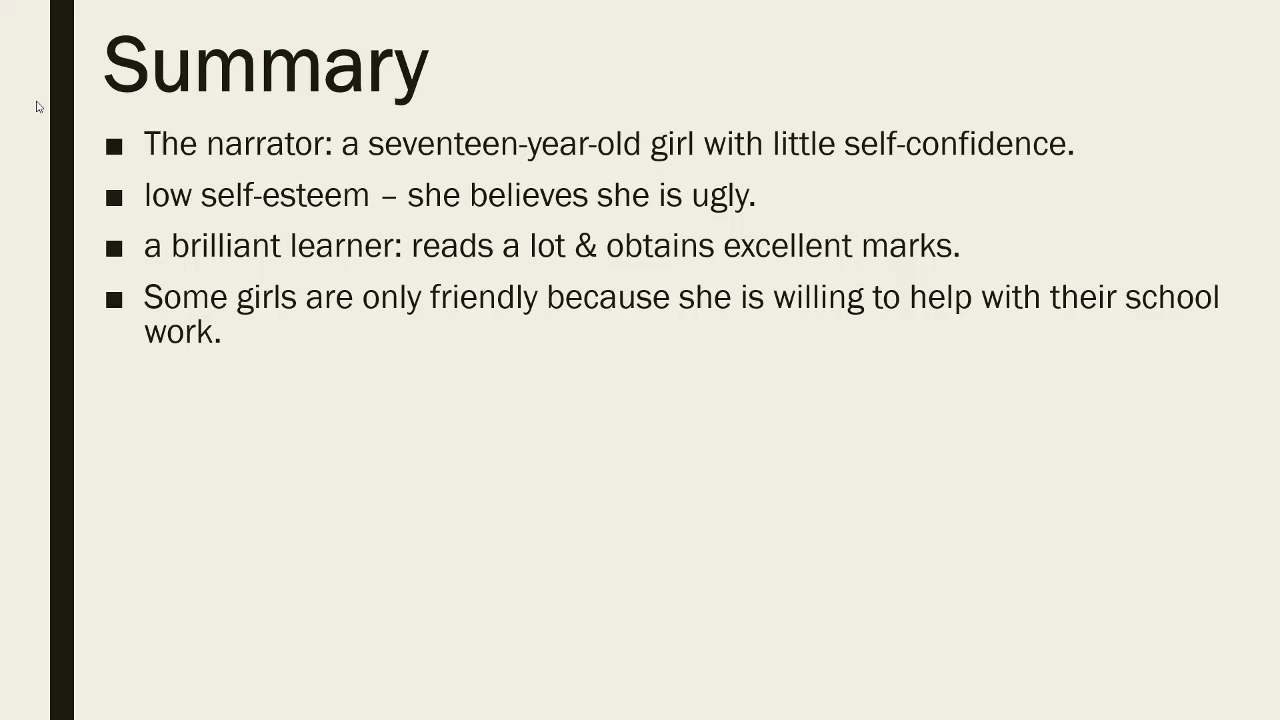 Summary
■ The narrator: a seventeen-year-old girl with little self-confidence.
■ low self-esteem – she believes she is ugly.
■ a brilliant learner: reads a lot & obtains excellent marks.
■ Some girls are only friendly because she is willing to help with their school
work.